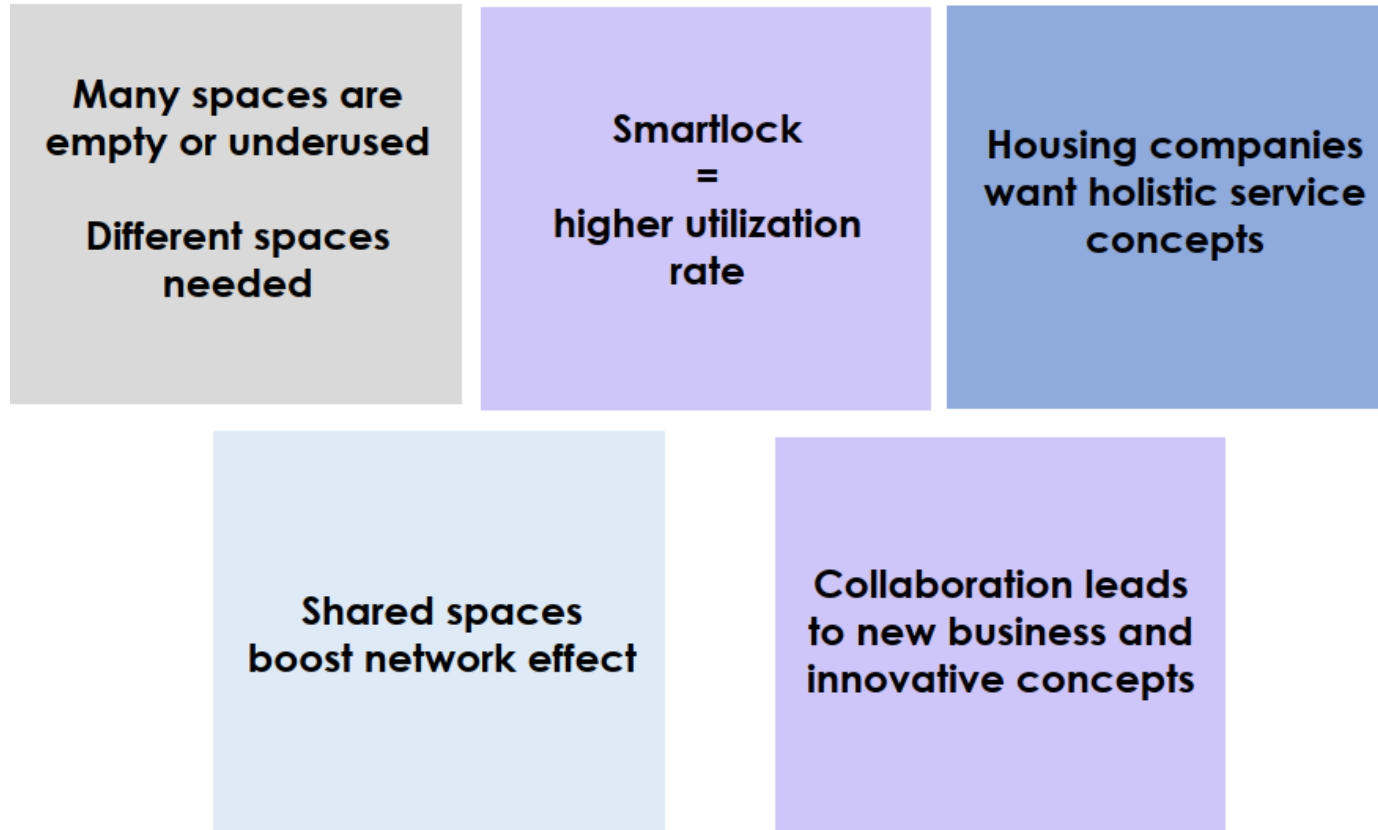 Many spaces are
empty or underused
Different spaces
needed
Smartlock
=
higher utilization
rate
Housing companies
want holistic service
concepts
Shared spaces
boost network effect
Collaboration leads
to new business and
innovative concepts